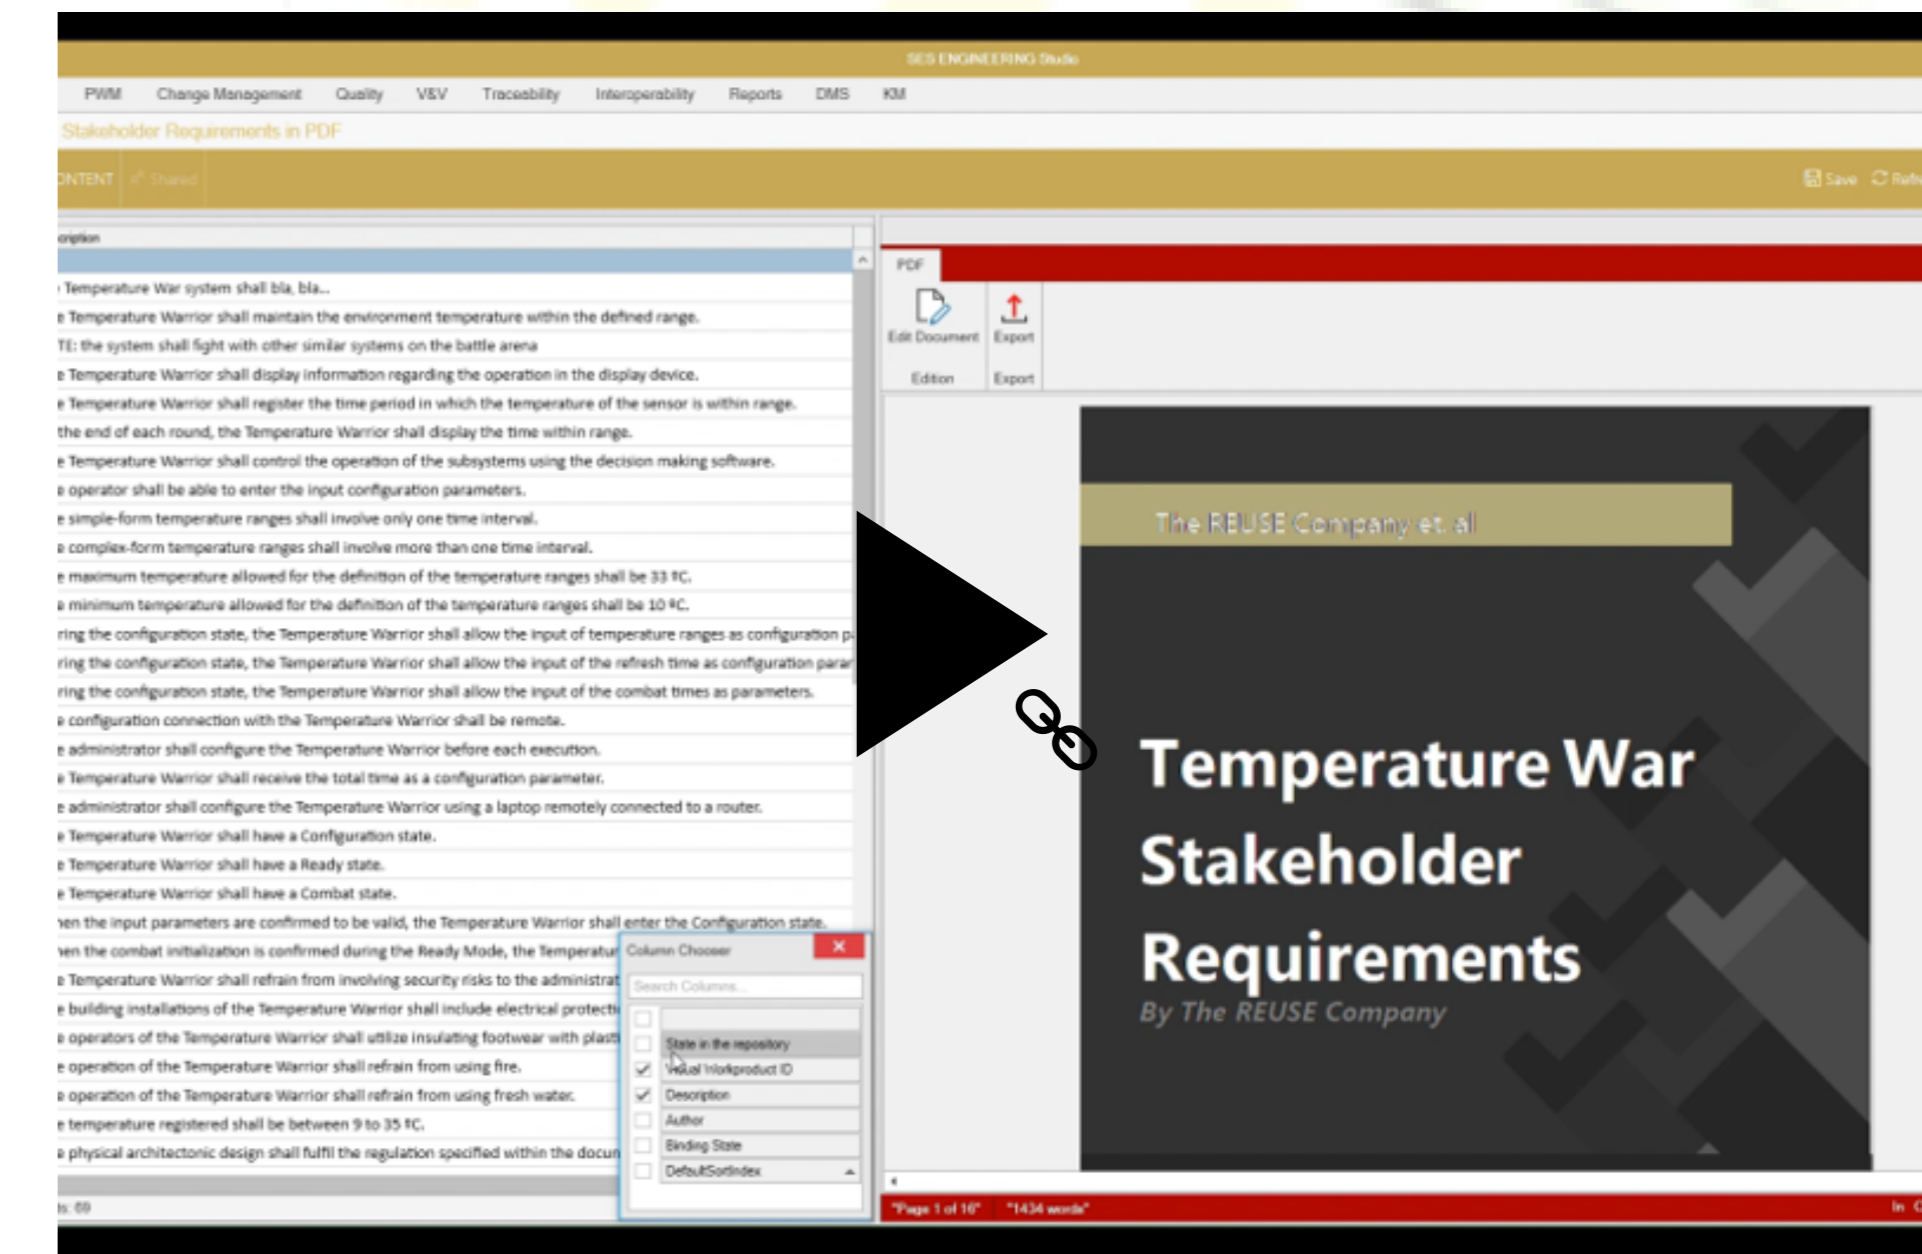 SES ENGINEERING Studio
PWM Change Management Quality V&V Traceability Interoperability Reports DMS KM
Stakeholder Requirements in PDF
ONTENT Shared
Save Refre
cription
Temperature War system shall bla, bla...
e Temperature Warrior shall maintain the environment temperature within the defined range.
TE: the system shall fight with other similar systems on the battle arena
e Temperature Warrior shall display information regarding the operation in the display device.
e Temperature Warrior shall register the time period in which the temperature of the sensor is within range.
the end of each round, the Temperature Warrior shall display the time within range.
e Temperature Warrior shall control the operation of the subsystems using the decision making software.
e operator shall be able to enter the input configuration parameters.
e simple-form temperature ranges shall involve only one time interval.
e complex-form temperature ranges shall involve more than one time interval.
e maximum temperature allowed for the definition of the temperature ranges shall be 33 ºC.
e minimum temperature allowed for the definition of the temperature ranges shall be 10 ºC.
ring the configuration state, the Temperature Warrior shall allow the input of temperature ranges as configuration p
ring the configuration state, the Temperature Warrior shall allow the input of the refresh time as configuration parar
ring the configuration state, the Temperature Warrior shall allow the input of the combat times as parameters.
e configuration connection with the Temperature Warrior shall be remote.
e administrator shall configure the Temperature Warrior before each execution.
e Temperature Warrior shall receive the total time as a configuration parameter.
e administrator shall configure the Temperature Warrior using a laptop remotely connected to a router.
e Temperature Warrior shall have a Configuration state.
e Temperature Warrior shall have a Ready state.
e Temperature Warrior shall have a Combat state.
hen the input parameters are confirmed to be valid, the Temperature Warrior shall enter the Configuration state.
hen the combat initialization is confirmed during the Ready Mode, the Temperatur
e Temperature Warrior shall refrain from involving security risks to the administrat
e building installations of the Temperature Warrior shall include electrical protecti
e operators of the Temperature Warrior shall utilize insulating footwear with plast
e operation of the Temperature Warrior shall refrain from using fire.
e operation of the Temperature Warrior shall refrain from using fresh water.
e temperature registered shall be between 9 to 35 ºC.
e physical architectonic design shall fulfil the regulation specified within the docun
ts: 69
Column Chooser
Search Columns...
State in the repository
Visual Workproduct ID
Description
Author
Binding State
DefaultSortIndex
PDF
Edit Document Export
Edition Export
The REUSE Company et. al
Temperature War
Stakeholder
Requirements
By The REUSE Company
"Page 1 of 16" "1434 words"
In